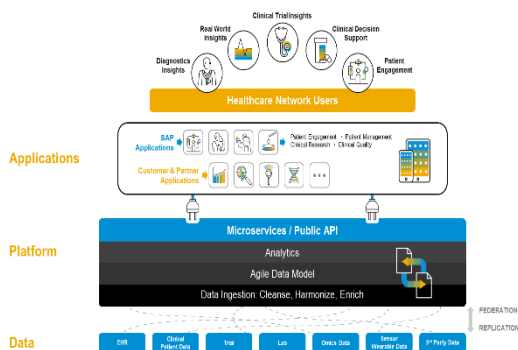 Clinical Trial Insights
Real World
Insights
Clinical Decision
Support
Diagnostics
Insights
Patient
Engagement
Healthcare Network Users
Applications
SAP
Applications
Patient Engagement • Patient Management
Clinical Research • Clinical Quality
Customer & Partner
Applications
Microservices / Public API
Platform
Analytics
Agile Data Model
Data Ingestion: Cleanse, Harmonize, Enrich
FEDERATION
REPLICATION
Data
EHR
Clinical
Patient Data
Trial
Lab
Omics Data
Sensor
Wearable Data
3rd Party Data